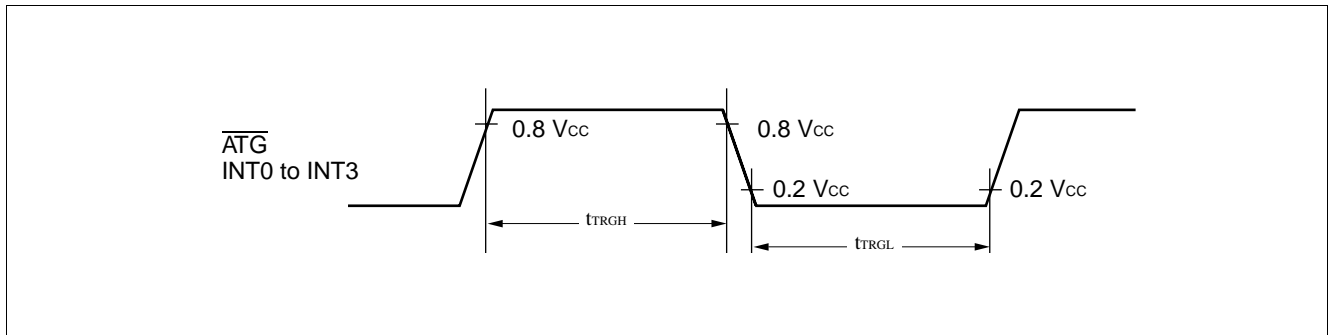 ATG
INT0 to INT3
0.8 Vcc
0.8 Vcc
0.2 Vcc
0.2 Vcc
tTRGH
tTRGL